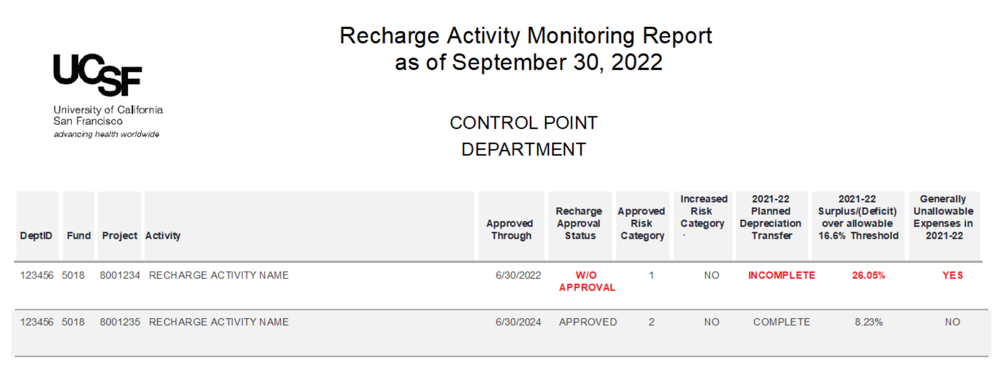 Recharge Activity Monitoring Report
as of September 30, 2022
UCSF
University of California
San Francisco
advancing health worldwide
CONTROL POINT
DEPARTMENT
DeptID Fund Project Activity Approved Through Recharge Approval Status Approved Risk Category Increased Risk Category 2021-22 Planned Depreciation Transfer 2021-22 Surplus/(Deficit) over allowable 16.6% Threshold Generally Unallowable Expenses in 2021-22
123456 5018 8001234 RECHARGE ACTIVITY NAME 6/30/2022 W/O APPROVAL 1 NO INCOMPLETE 26.05% YES
123456 5018 8001235 RECHARGE ACTIVITY NAME 6/30/2024 APPROVED 2 NO COMPLETE 8.23% NO